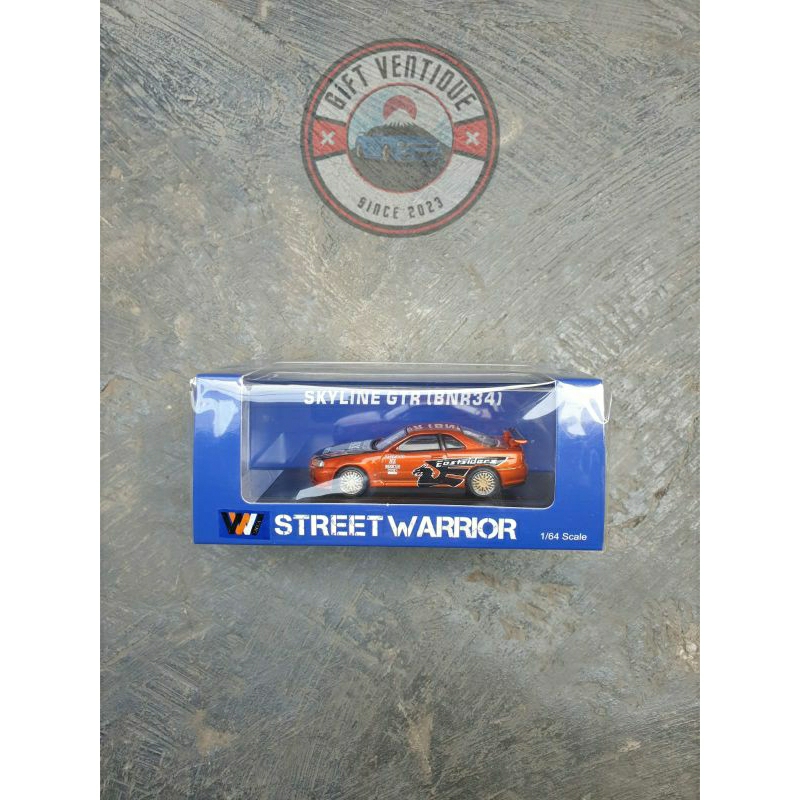 GIFT VENTIQUE
SINCE 2023
SKYLINE GTR (BNR34)
Eastsiders
STREET WARRIOR
1/64 Scale